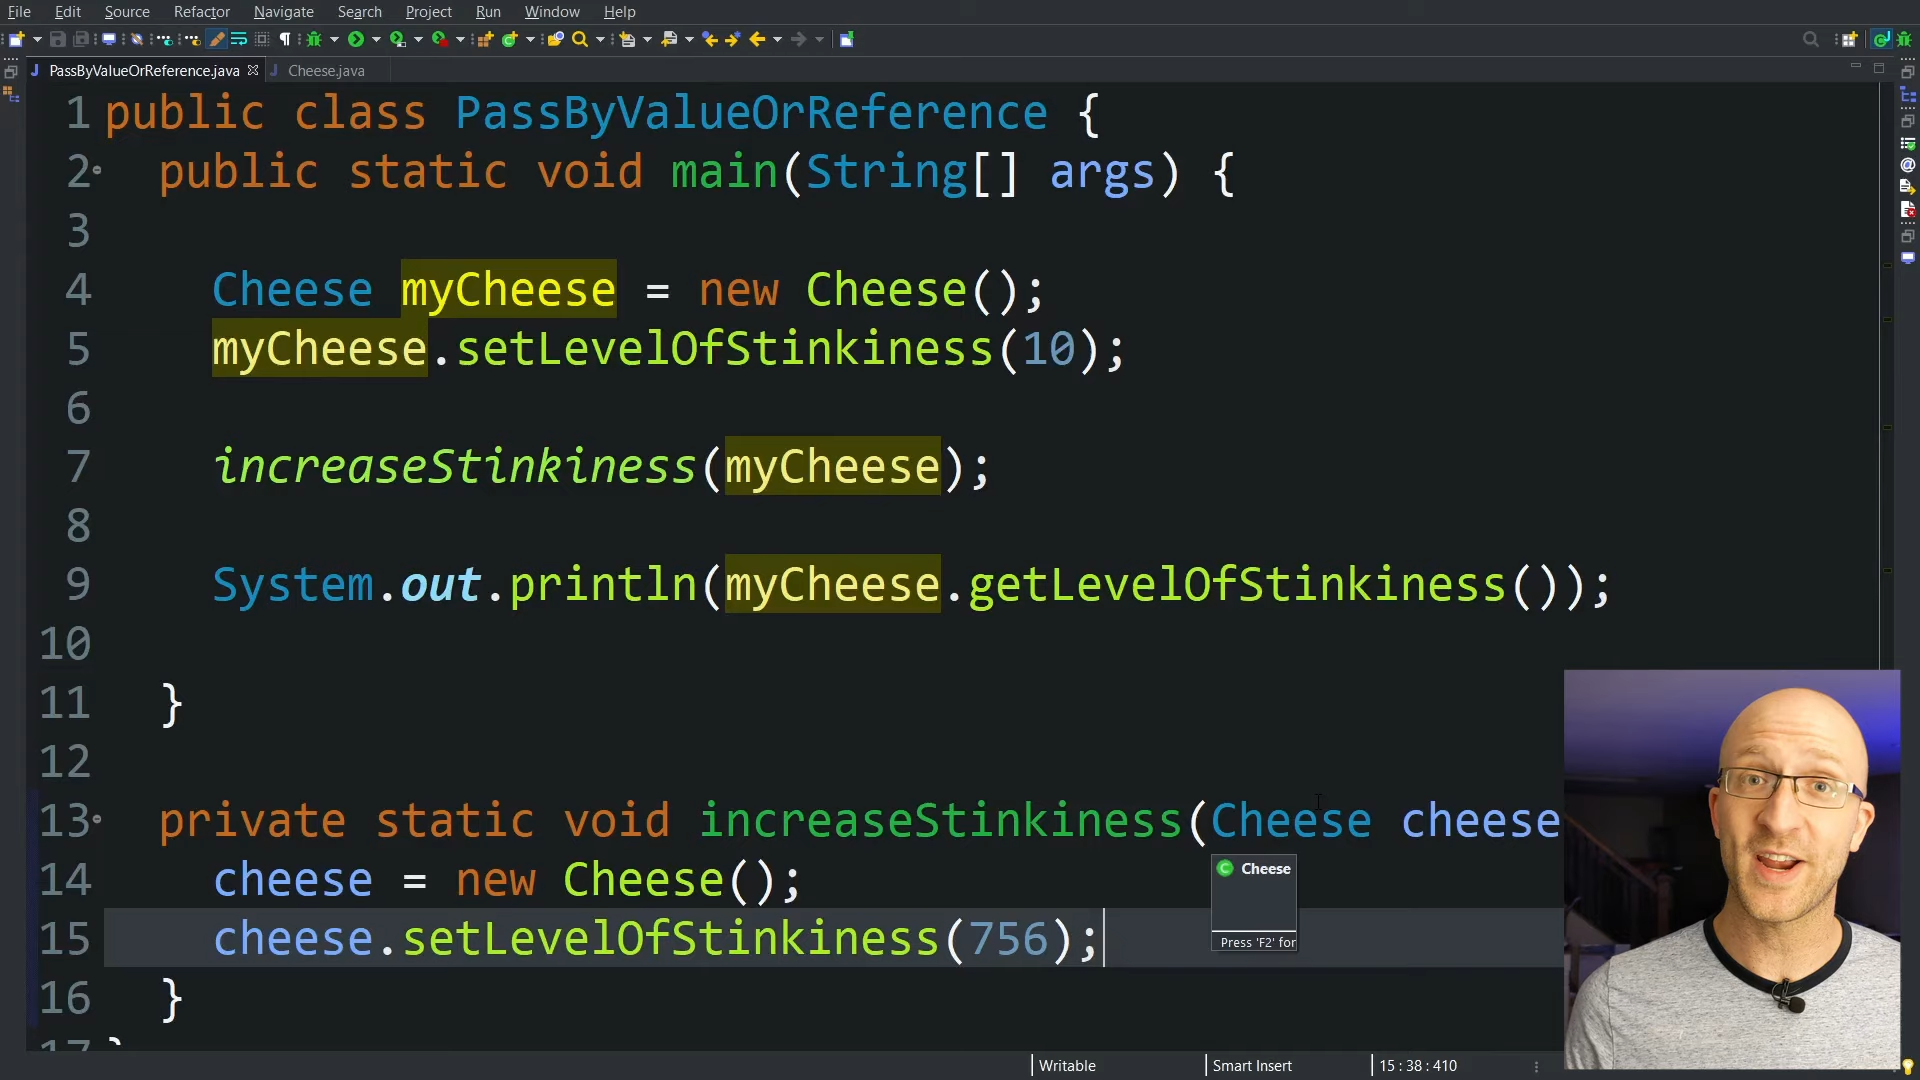 File Edit Source Refactor Navigate Search Project Run Window Help
PassByValueOrReference.java Cheese.java
1 public class PassByValueOrReference {
2 public static void main(String[] args) {
3
4 Cheese myCheese = new Cheese();
5 myCheese.setLevelOfStinkiness(10);
6
7 increaseStinkiness(myCheese);
8
9 System.out.println(myCheese.getLevelOfStinkiness());
10
11 }
12
13 private static void increaseStinkiness(Cheese cheese
14 cheese = new Cheese();
15 cheese.setLevelOfStinkiness(756);
16 }
17 }
Cheese
Press 'F2' for
Writable Smart Insert 15 : 38 : 410